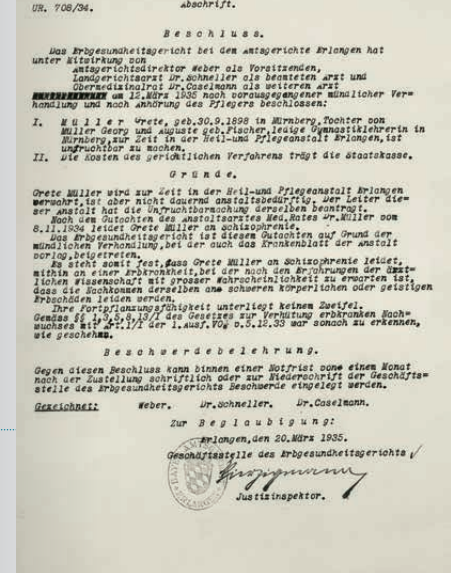 Abschrift.
UR. 708/34.
B e s c h l u s s.
Das Erbgesundheitsgericht bei dem Amtsgerichte Erlangen hat
unter Mitwirkung von
Amtsgerichtsdirektor Weber als Vorsitzenden,
Landgerichtsarzt Dr.Schneller als beamteten Arzt und
Obermedizinalrat Dr.Caselmann als weiterem Arzt
am 12.März 1935 nach vorausgegangener mündlicher Ver=
handlung und nach Anhörung des Pflegers beschlossen:
I. M ü l l e r Grete, geb.30.9.1898 in Nürnberg,Tochter von
Müller Georg und Auguste geb.Fischer,ledige Gymnastiklehrerin in
Nürnberg,zur Zeit in der Heil-und Pflegeanstalt Erlangen,ist
unfruchtbar zu machen.
II. Die Kosten des gerichtlichen Verfahrens trägt die Staatskasse.
G r ü n d e.
Grete Müller wird zur Zeit in der Heil-und Pflegeanstalt Erlangen
verwahrt,ist aber nicht dauernd anstaltsbedürftig. Der Leiter die=
ser Anstalt hat die Unfruchtbarmachung derselben beantragt.
Nach dem Gutachten des Anstaltsarztes Med.Rates Dr.Müller vom
8.11.1934 leidet Grete Müller an Schizophrenie.
Das Erbgesundheitsgericht ist diesem Gutachten auf Grund der
mündlichen Verhandlung,bei der auch das Krankenblatt der Anstalt
vorlag,beigetreten.
Es steht somit fest,dass Grete Müller an Schizophrenie leidet,
mithin an einer Erbkrankheit,bei der nach den Erfahrungen der ärzt=
lichen Wissenschaft mit grosser Wahrscheinlichkeit zu erwarten ist,
dass die Nachkommen derselben an schweren körperlichen oder geistigen
Erbschäden leiden werden.
Ihre Fortpflanzungsfähigkeit unterliegt keinem Zweifel.
Gemäss §§ 1,3,5,8,13/I des Gesetzes zur Verhütung erbkranken Nach=
wuchses mit Art.1/I der 1.Ausf.VO. v.5.12.33 war sonach zu erkennen,
wie geschehen.
B e s c h w e r d e b e l e h r u n g.
Gegen diesen Beschluss kann binnen einer Notfrist von einem Monat
nach der Zustellung schriftlich oder zur Niederschrift der Geschäfts=
stelle des Erbgesundheitsgerichts Beschwerde eingelegt werden.
Gezeichnet: Weber. Dr.Schneller. Dr.Caselmann.
Zur B e g l a u b i g u n g :
Erlangen,den 20.März 1935.
Geschäftsstelle des Erbgesundheitsgerichts
Justizinspektor.